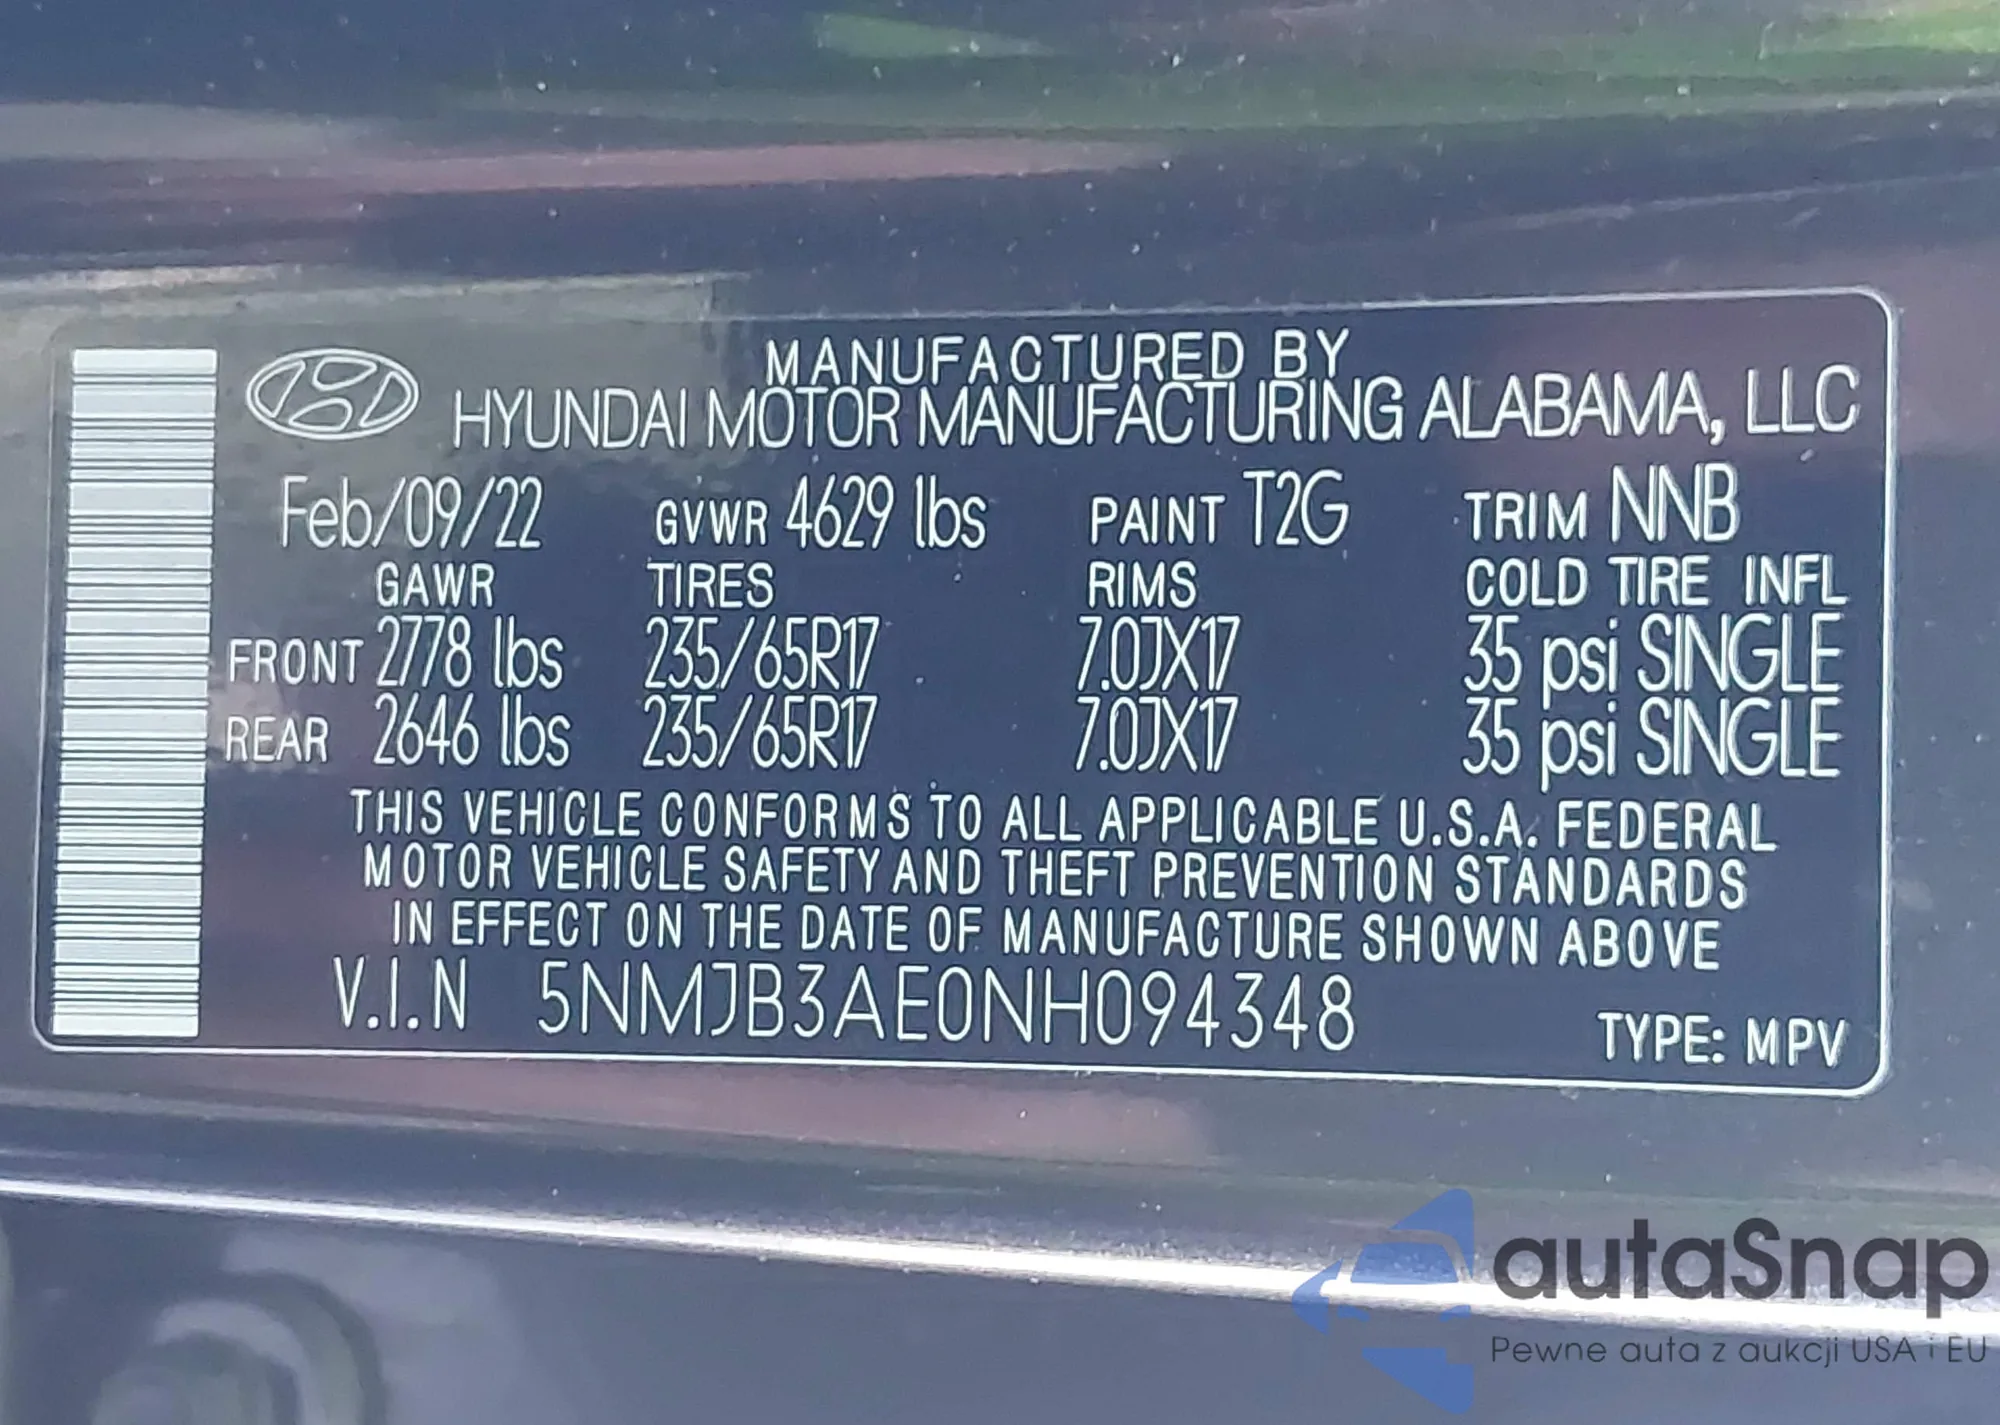 MANUFACTURED BY
HYUNDAI MOTOR MANUFACTURING ALABAMA, LLC
Feb/09/22 GVWR 4629 lbs PAINT T2G TRIM NNB
GAWR TIRES RIMS COLD TIRE INFL
FRONT 2778 lbs 235/65R17 7.0JX17 35 psi SINGLE
REAR 2646 lbs 235/65R17 7.0JX17 35 psi SINGLE
THIS VEHICLE CONFORMS TO ALL APPLICABLE U.S.A. FEDERAL
MOTOR VEHICLE SAFETY AND THEFT PREVENTION STANDARDS
IN EFFECT ON THE DATE OF MANUFACTURE SHOWN ABOVE
V.I.N 5NMJB3AE0NH094348 TYPE: MPV
autaSnap
Pewne auta z aukcji USA i EU